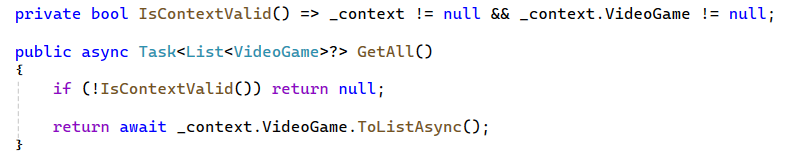 private bool IsContextValid() => _context != null && _context.VideoGame != null;
public async Task<List<VideoGame>?> GetAll()
{
if (!IsContextValid()) return null;
return await _context.VideoGame.ToListAsync();
}